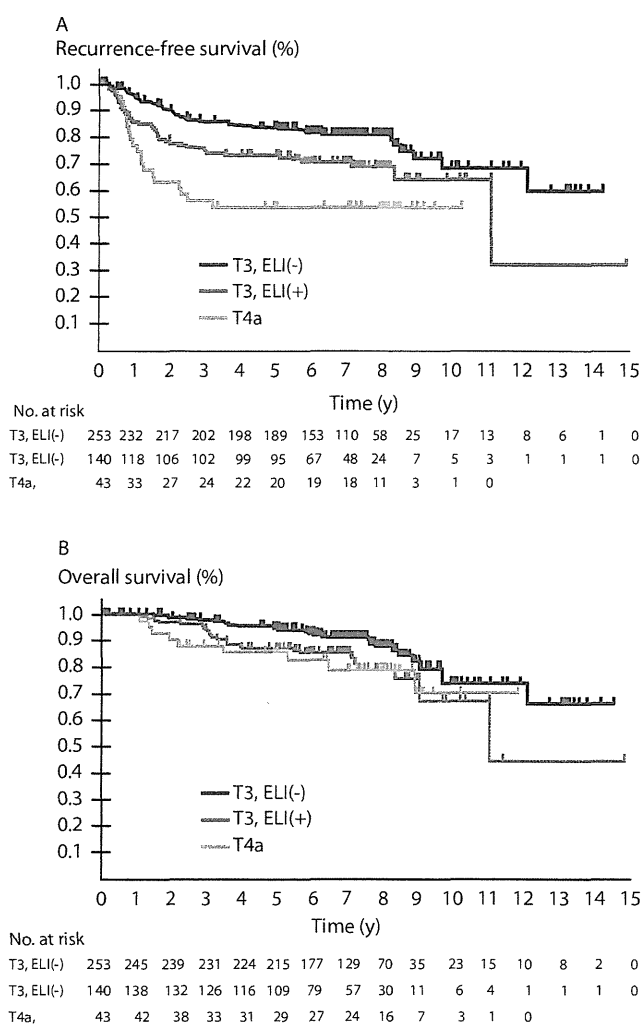 A
Recurrence-free survival (%)
1.0
0.9
0.8
0.7
0.6
0.5
0.4
0.3
0.2
0.1
T3, ELI(-)
T3, ELI(+)
T4a
0 1 2 3 4 5 6 7 8 9 10 11 12 13 14 15
Time (y)
No. at risk
T3, ELI(-) 253 232 217 202 198 189 153 110 58 25 17 13 8 6 1 0
T3, ELI(-) 140 118 106 102 99 95 67 48 24 7 5 3 1 1 1 0
T4a, 43 33 27 24 22 20 19 18 11 3 1 0
B
Overall survival (%)
1.0
0.9
0.8
0.7
0.6
0.5
0.4
0.3
0.2
0.1
T3, ELI(-)
T3, ELI(+)
T4a
0 1 2 3 4 5 6 7 8 9 10 11 12 13 14 15
Time (y)
No. at risk
T3, ELI(-) 253 245 239 231 224 215 177 129 70 35 23 15 10 8 2 0
T3, ELI(-) 140 138 132 126 116 109 79 57 30 11 6 4 1 1 1 0
T4a, 43 42 38 33 31 29 27 24 16 7 3 1 0